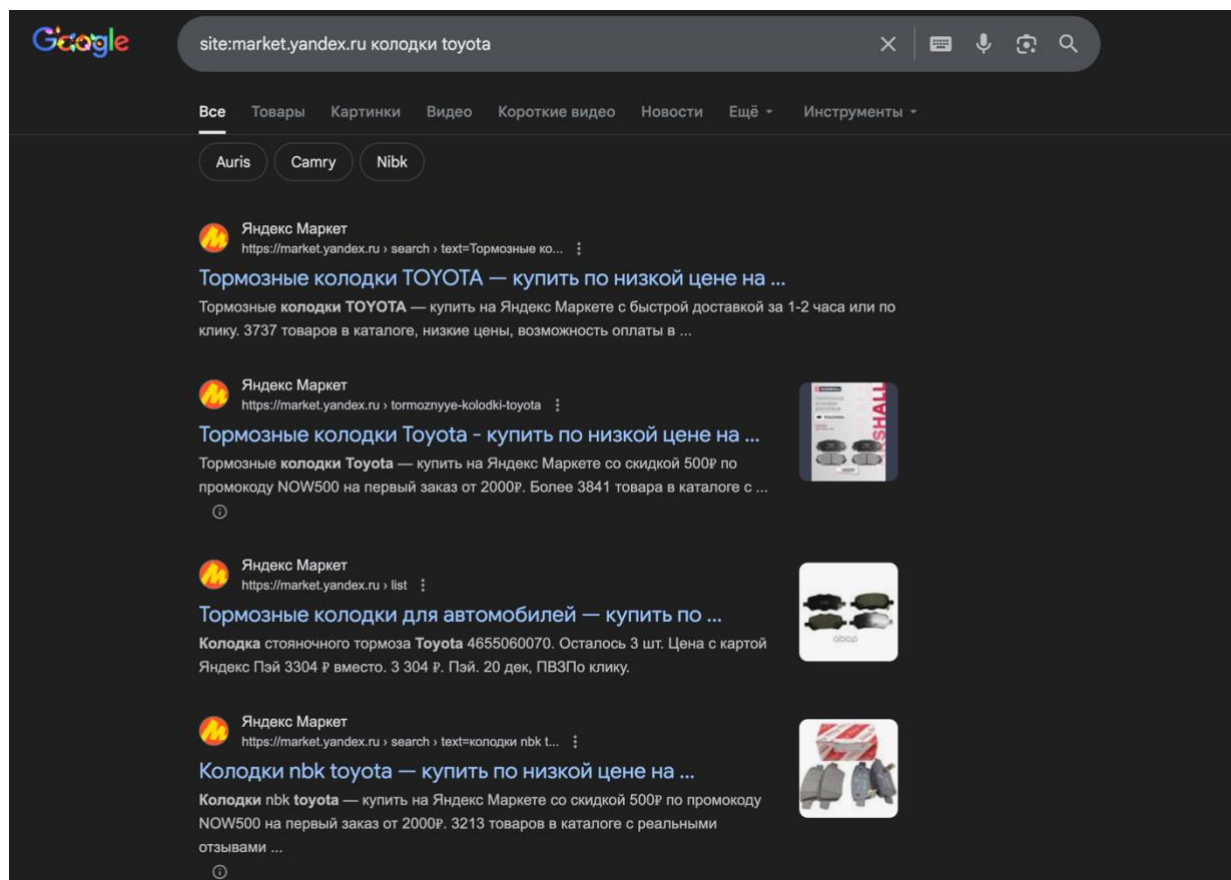 Google
site:market.yandex.ru колодки toyota
Все Товары Картинки Видео Короткие видео Новости Ещё Инструменты
Auris Camry Nibk
Яндекс Маркет
https://market.yandex.ru › search › text=Тормозные ко...
Тормозные колодки TOYOTA — купить по низкой цене на ...
Тормозные колодки TOYOTA — купить на Яндекс Маркете с быстрой доставкой за 1-2 часа или по
клику. 3737 товаров в каталоге, низкие цены, возможность оплаты в ...
Яндекс Маркет
https://market.yandex.ru › tormoznyye-kolodki-toyota
Тормозные колодки Toyota - купить по низкой цене на ...
Тормозные колодки Toyota — купить на Яндекс Маркете со скидкой 500₽ по
промокоду NOW500 на первый заказ от 2000₽. Более 3841 товара в каталоге с ...
Яндекс Маркет
https://market.yandex.ru › list
Тормозные колодки для автомобилей — купить по ...
Колодка стояночного тормоза Toyota 4655060070. Осталось 3 шт. Цена с картой
Яндекс Пэй 3304 ₽ вместо. 3 304 ₽. Пэй. 20 дек, ПВЗПо клику.
Яндекс Маркет
https://market.yandex.ru › search › text=колодки nbk t...
Колодки nbk toyota — купить по низкой цене на ...
Колодки nbk toyota — купить на Яндекс Маркете со скидкой 500₽ по промокоду
NOW500 на первый заказ от 2000₽. 3213 товаров в каталоге с реальными
отзывами ...